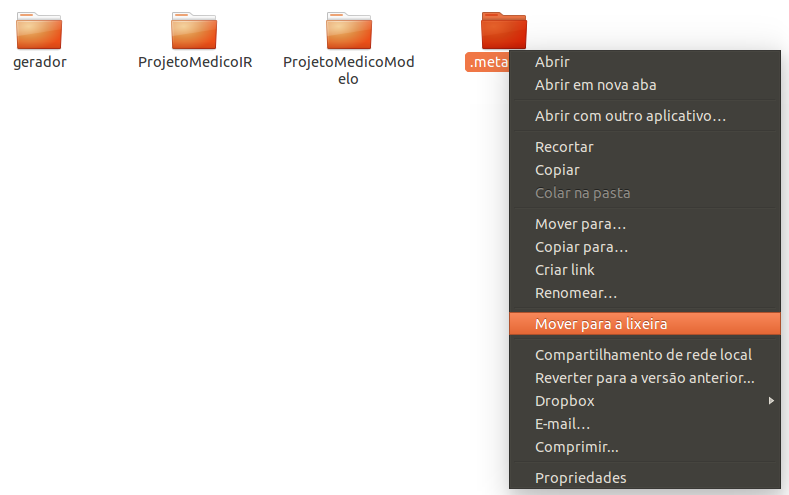 gerador
ProjetoMedicoIR
ProjetoMedicoMod
elo
.meta
Abrir
Abrir em nova aba
Abrir com outro aplicativo...
Recortar
Copiar
Colar na pasta
Mover para...
Copiar para...
Criar link
Renomear...
Mover para a lixeira
Compartilhamento de rede local
Reverter para a versão anterior...
Dropbox
E-mail...
Comprimir...
Propriedades